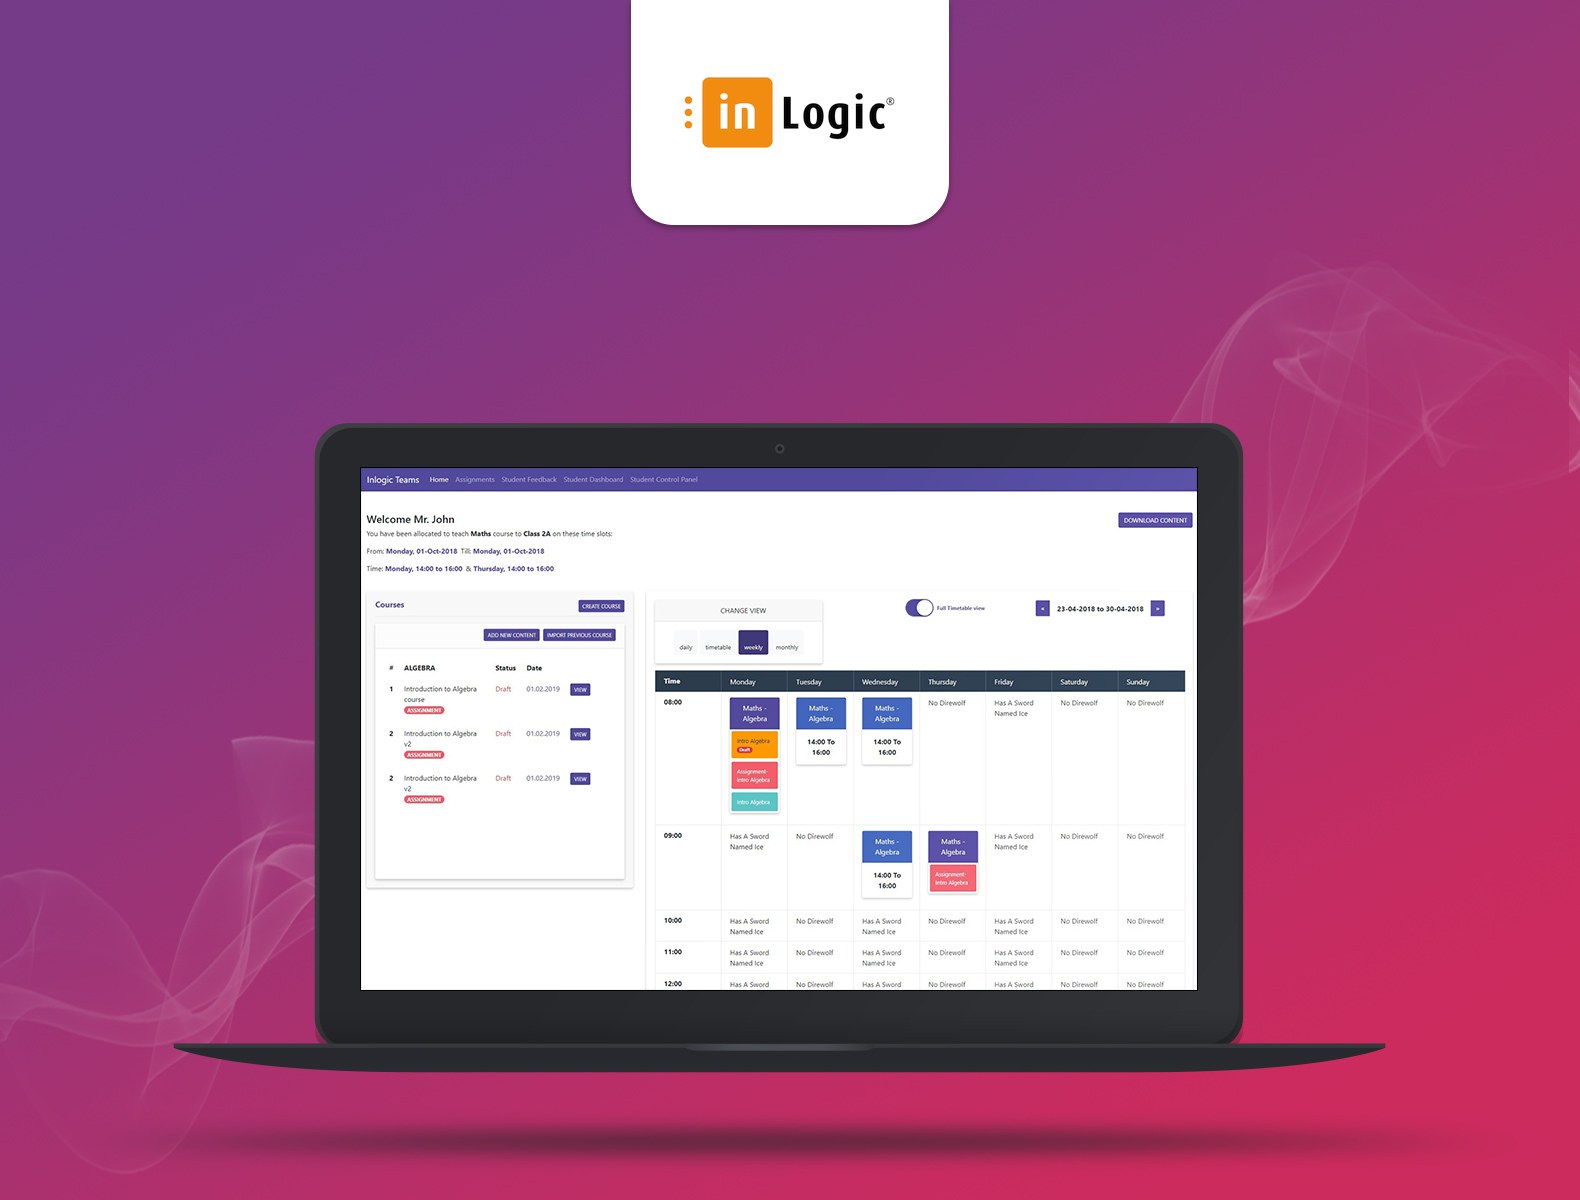 in Logic®
Inlogic Teams Home Assignments Student Feedback Student Dashboard Student Control Panel
Welcome Mr. John
DOWNLOAD CONTENT
You have been allocated to teach Maths course to Class 2A on these time slots:
From: Monday, 01-Oct-2018 Till: Monday, 01-Oct-2018
Time: Monday, 14:00 to 16:00 & Thursday, 14:00 to 16:00
Courses
CREATE COURSE
ADD NEW CONTENT IMPORT PREVIOUS COURSE
# ALGEBRA Status Date
1 Introduction to Algebra Draft 01.02.2019 VIEW
course
ASSIGNMENT
2 Introduction to Algebra Draft 01.02.2019 VIEW
v2
ASSIGNMENT
2 Introduction to Algebra Draft 01.02.2019 VIEW
v2
ASSIGNMENT
CHANGE VIEW
daily timetable weekly monthly
Full Timetable view
« 23-04-2018 to 30-04-2018 »
Time Monday Tuesday Wednesday Thursday Friday Saturday Sunday
08:00
Maths -
Algebra
Intro Algebra
Draft
Assignment-
Intro Algebra
Intro Algebra
Maths -
Algebra
14:00 To
16:00
Maths -
Algebra
14:00 To
16:00
No Direwolf
Has A Sword
Named Ice
No Direwolf
No Direwolf
09:00
Has A Sword
Named Ice
No Direwolf
Maths -
Algebra
14:00 To
16:00
Maths -
Algebra
Assignment-
Intro Algebra
Has A Sword
Named Ice
No Direwolf
No Direwolf
10:00
Has A Sword
Named Ice
No Direwolf
Has A Sword
Named Ice
No Direwolf
Has A Sword
Named Ice
No Direwolf
No Direwolf
11:00
Has A Sword
Named Ice
No Direwolf
Has A Sword
Named Ice
No Direwolf
Has A Sword
Named Ice
No Direwolf
No Direwolf
12:00
Has A Sword
No Direwolf
Has A Sword
No Direwolf
Has A Sword
No Direwolf
No Direwolf